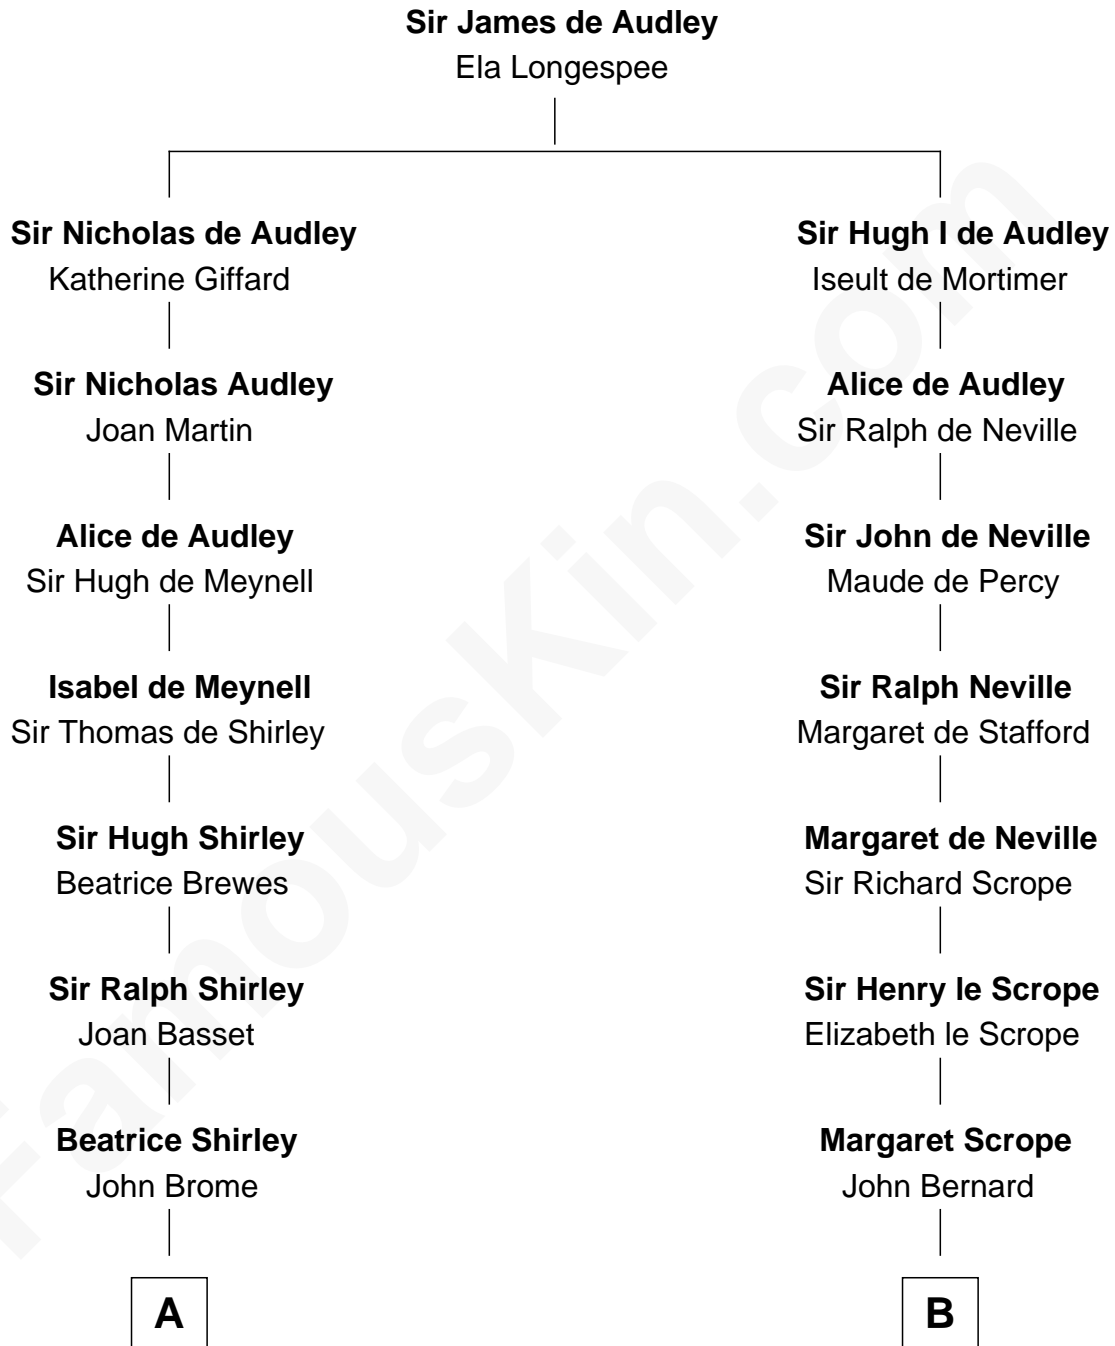 Sir James de Audley
Ela Longespee
Sir Nicholas de Audley
Katherine Giffard
Sir Hugh I de Audley
Iseult de Mortimer
Sir Nicholas Audley
Joan Martin
Alice de Audley
Sir Ralph de Neville
Alice de Audley
Sir Hugh de Meynell
Sir John de Neville
Maude de Percy
Isabel de Meynell
Sir Thomas de Shirley
Sir Ralph Neville
Margaret de Stafford
Sir Hugh Shirley
Beatrice Brewes
Margaret de Neville
Sir Richard Scrope
Sir Ralph Shirley
Joan Basset
Sir Henry le Scrope
Elizabeth le Scrope
Beatrice Shirley
John Brome
Margaret Scrope
John Bernard
A
B
FamousKin.com